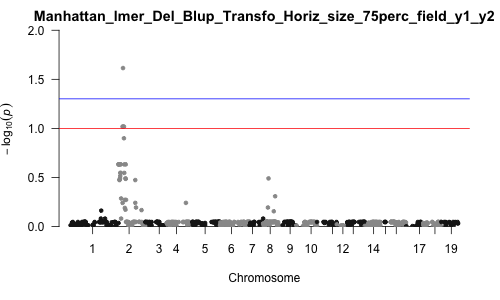 Manhattan_Imer_Del_Blup_Transfo_Horiz_size_75perc_field_y1_y2
2.0
1.5
1.0
0.5
0.0
− log10(p)
1 2 3 4 5 6 7 8 9 10 12 14 17 19
Chromosome